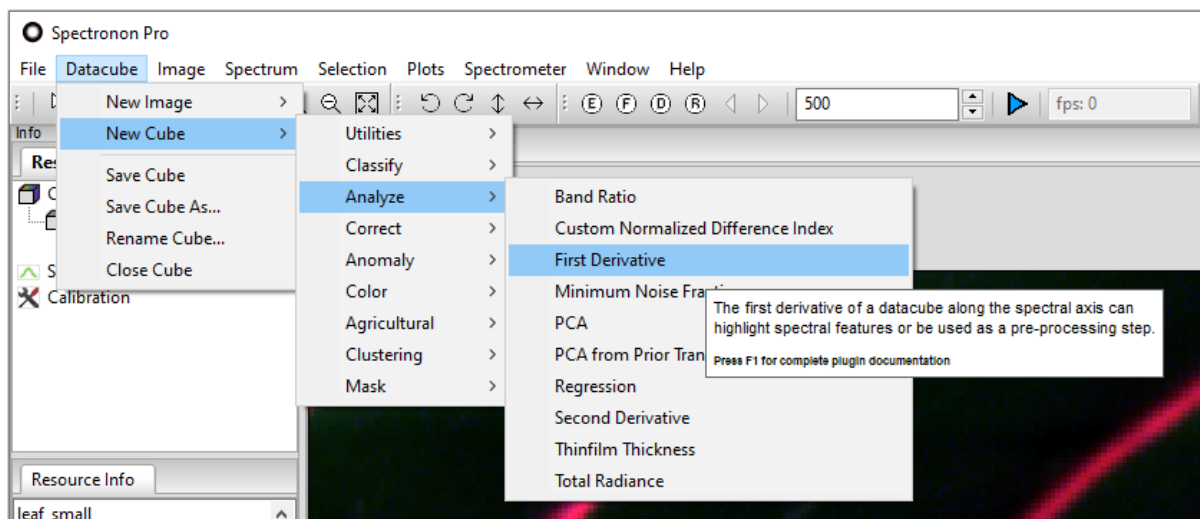 Spectronon Pro
File Datacube Image Spectrum Selection Plots Spectrometer Window Help
New Image
New Cube
Save Cube
Save Cube As...
Rename Cube...
Close Cube
Utilities
Classify
Analyze
Correct
Anomaly
Color
Agricultural
Clustering
Mask
Band Ratio
Custom Normalized Difference Index
First Derivative
Minimum Noise
PCA
PCA from Prior
Regression
Second Derivative
Thinfilm Thickness
Total Radiance
The first derivative of a datacube along the spectral axis can
highlight spectral features or be used as a pre-processing step.
Press F1 for complete plugin documentation
E F D R 500 fps: 0
Info
Calibration
Resource Info
leaf_small